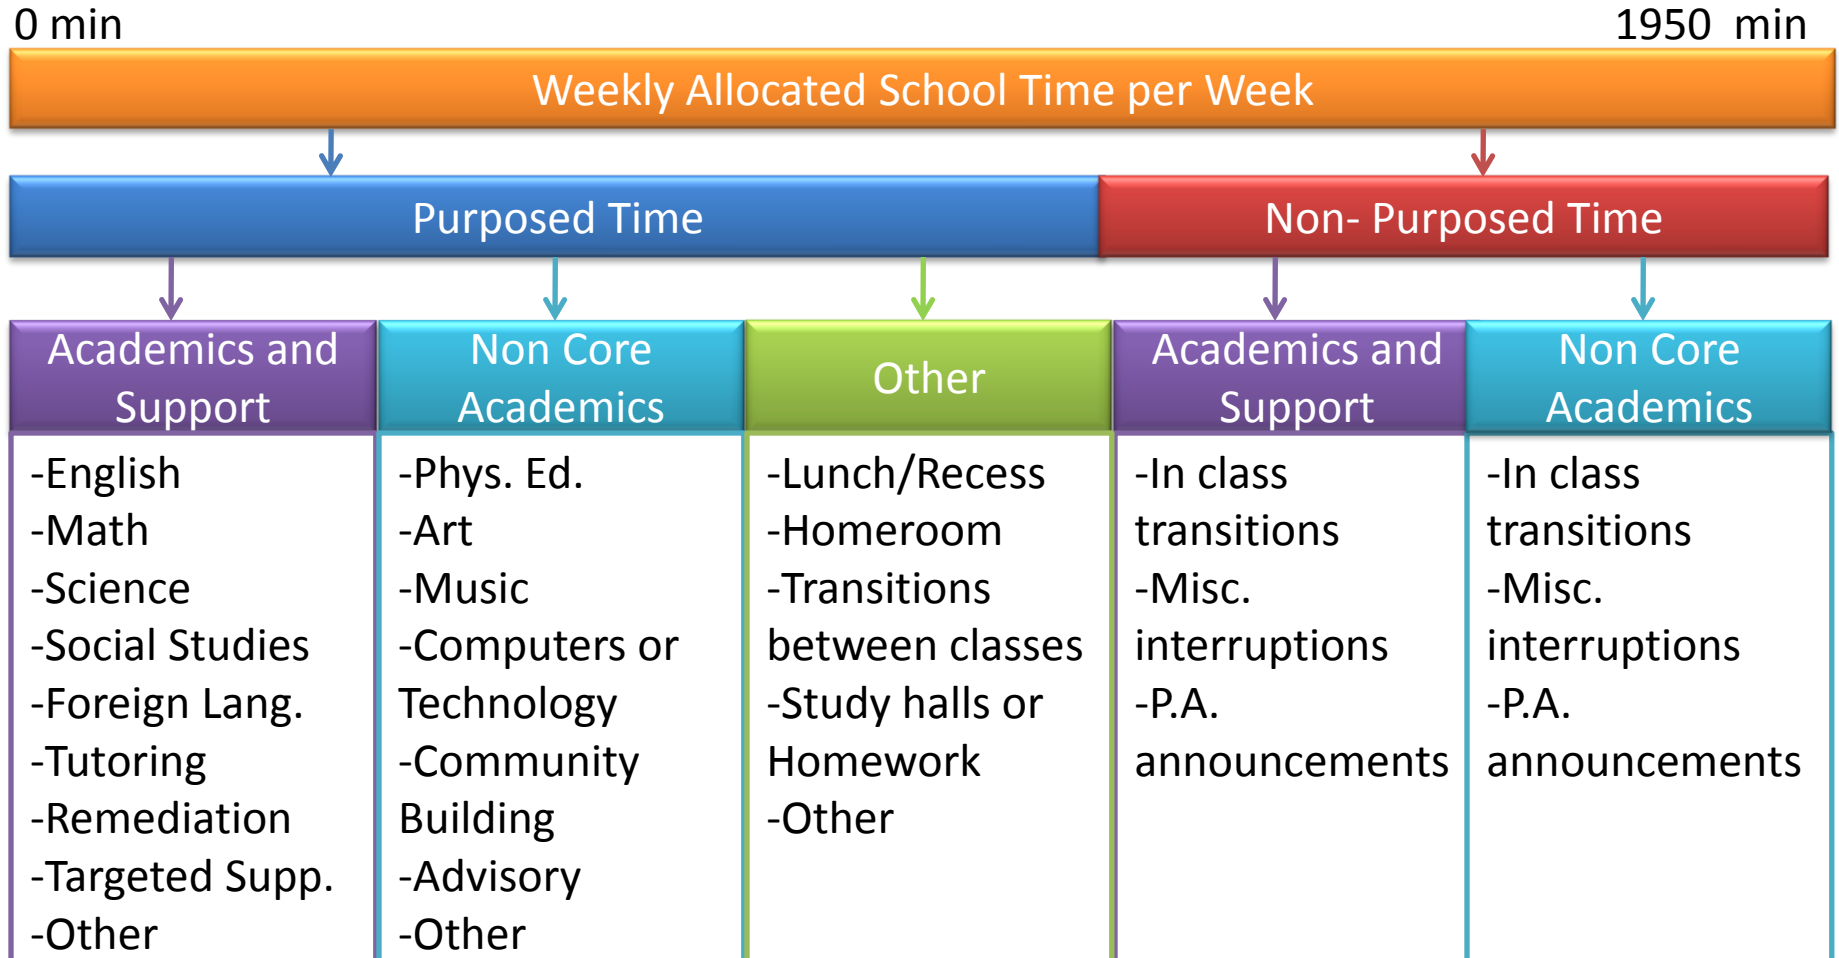 0 min
1950 min
Weekly Allocated School Time per Week
Purposed Time
Non- Purposed Time
Academics and
Support
-English
-Math
-Science
-Social Studies
-Foreign Lang.
-Tutoring
-Remediation
-Targeted Supp.
-Other
Non Core
Academics
-Phys. Ed.
-Art
-Music
-Computers or
Technology
-Community
Building
-Advisory
-Other
Other
-Lunch/Recess
-Homeroom
-Transitions
between classes
-Study halls or
Homework
-Other
Academics and
Support
-In class
transitions
-Misc.
interruptions
-P.A.
announcements
Non Core
Academics
-In class
transitions
-Misc.
interruptions
-P.A.
announcements